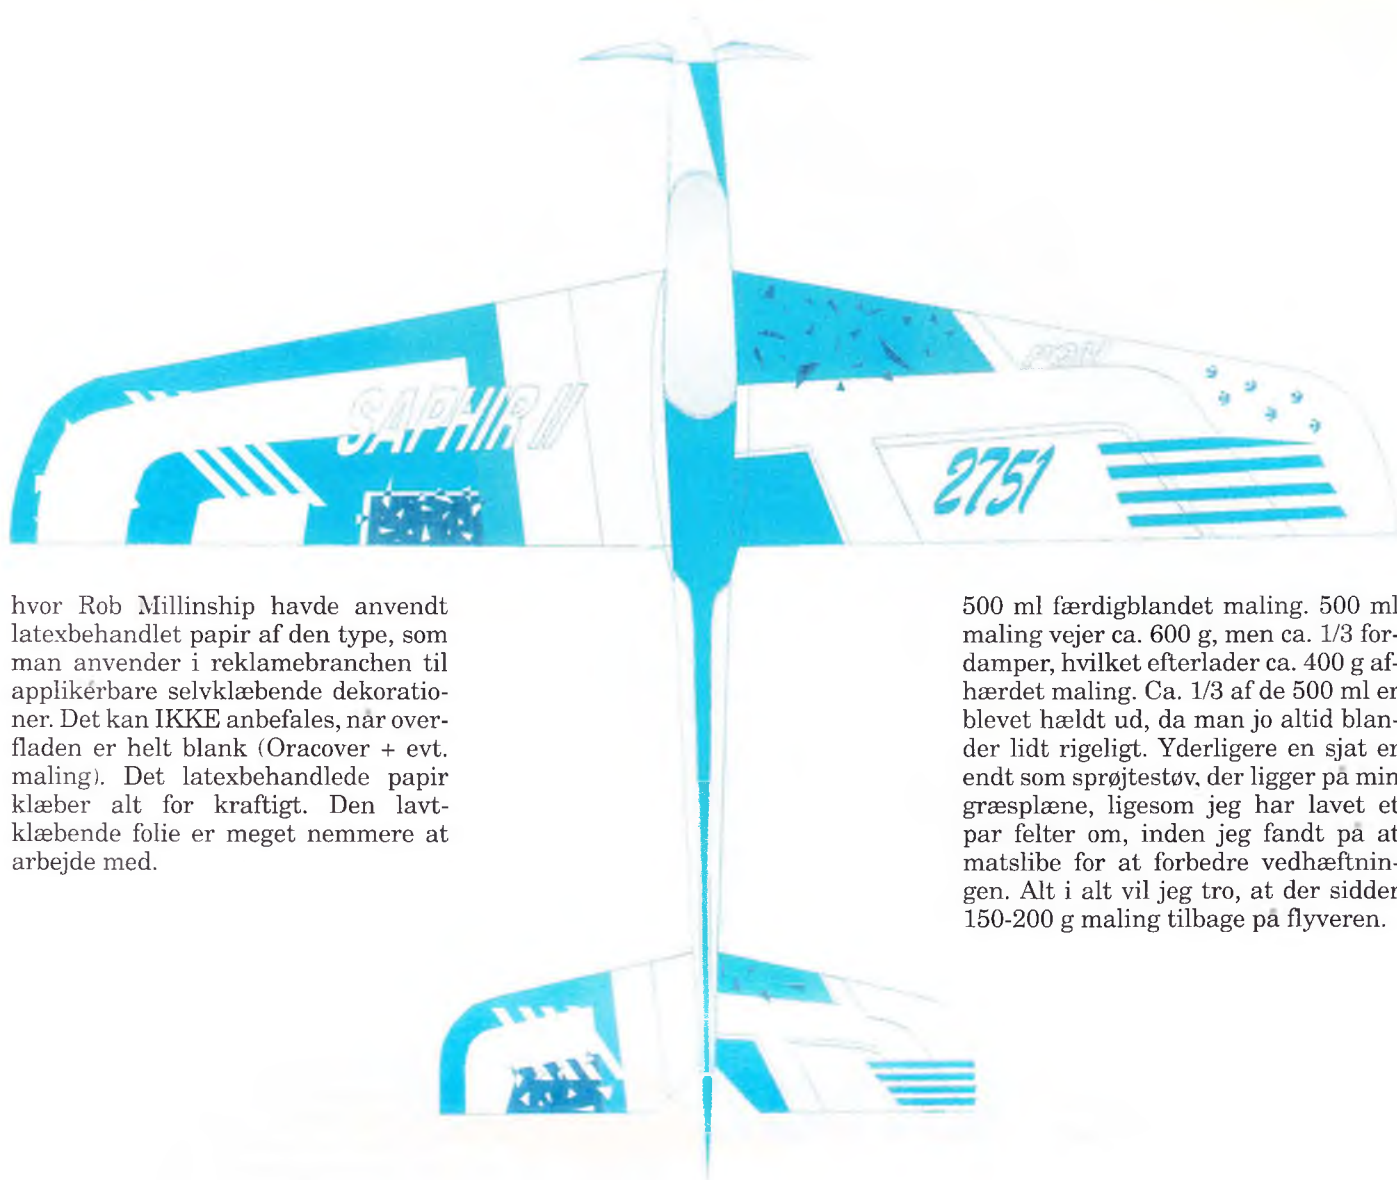 SAPHIR II
2751
hvor Rob Millinship havde anvendt
latexbehandlet papir af den type, som
man anvender i reklamebranchen til
applikérbare selvklæbende dekoratio-
ner. Det kan IKKE anbefales, når over-
fladen er helt blank (Oracover + evt.
maling). Det latexbehandlede papir
klæber alt for kraftigt. Den lavt-
klæbende folie er meget nemmere at
arbejde med.
500 ml færdigblandet maling. 500 ml
maling vejer ca. 600 g, men ca. 1/3 for-
damper, hvilket efterlader ca. 400 g af-
hærdet maling. Ca. 1/3 af de 500 ml er
blevet hældt ud, da man jo altid blan-
der lidt rigeligt. Yderligere en sjat er
endt som sprøjtestøv, der ligger på min
græsplæne, ligesom jeg har lavet et
par felter om, inden jeg fandt på at
matslibe for at forbedre vedhæftnin-
gen. Alt i alt vil jeg tro, at der sidder
150-200 g maling tilbage på flyveren.